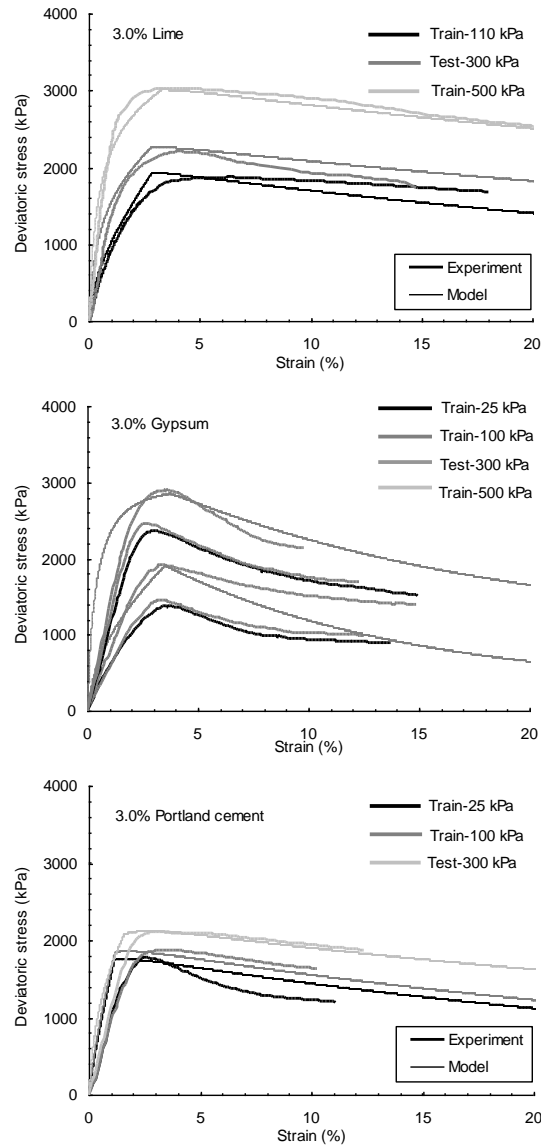 4000
3.0% Lime
Train-110 kPa
Test-300 kPa
Train-500 kPa
Deviatoric stress (kPa)
3000
2000
1000
0
Experiment
Model
0 5 10 15 20
Strain (%)
4000
3.0% Gypsum
Train-25 kPa
Train-100 kPa
Test-300 kPa
Train-500 kPa
Deviatoric stress (kPa)
3000
2000
1000
0
0 5 10 15 20
Strain (%)
4000
3.0% Portland cement
Train-25 kPa
Train-100 kPa
Test-300 kPa
Deviatoric stress (kPa)
3000
2000
1000
0
Experiment
Model
0 5 10 15 20
Strain (%)